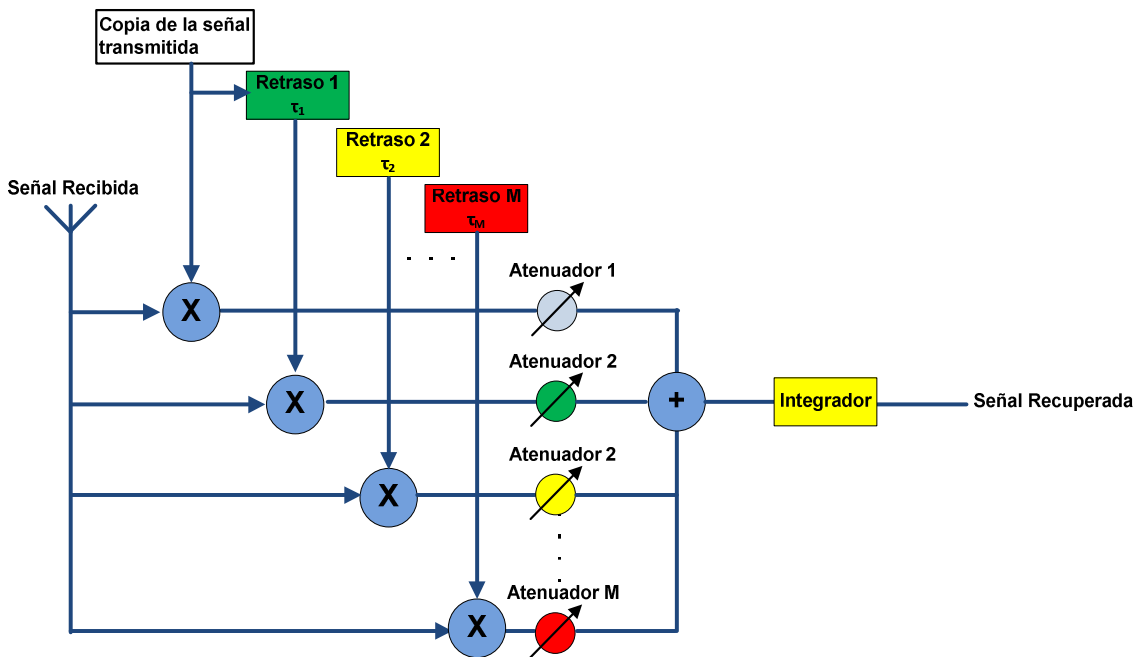 Copia de la señal
transmitida
Retraso 1
τ1
Retraso 2
τ2
Retraso M
τM
Señal Recibida
. . .
Atenuador 1
X
Atenuador 2
X
+
Integrador
Señal Recuperada
Atenuador 2
X
Atenuador M
X